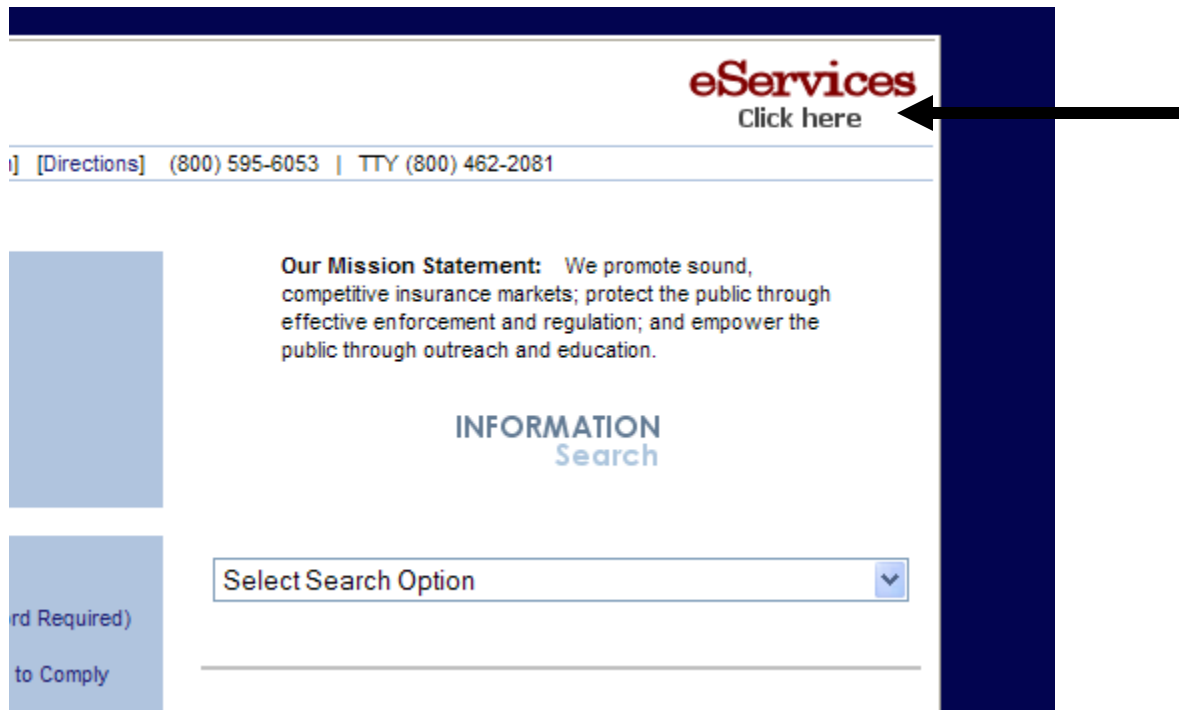 eServices
Click here
] [Directions] (800) 595-6053 | TTY (800) 462-2081
Our Mission Statement: We promote sound,
competitive insurance markets; protect the public through
effective enforcement and regulation; and empower the
public through outreach and education.
INFORMATION
Search
Select Search Option
rd Required)
to Comply